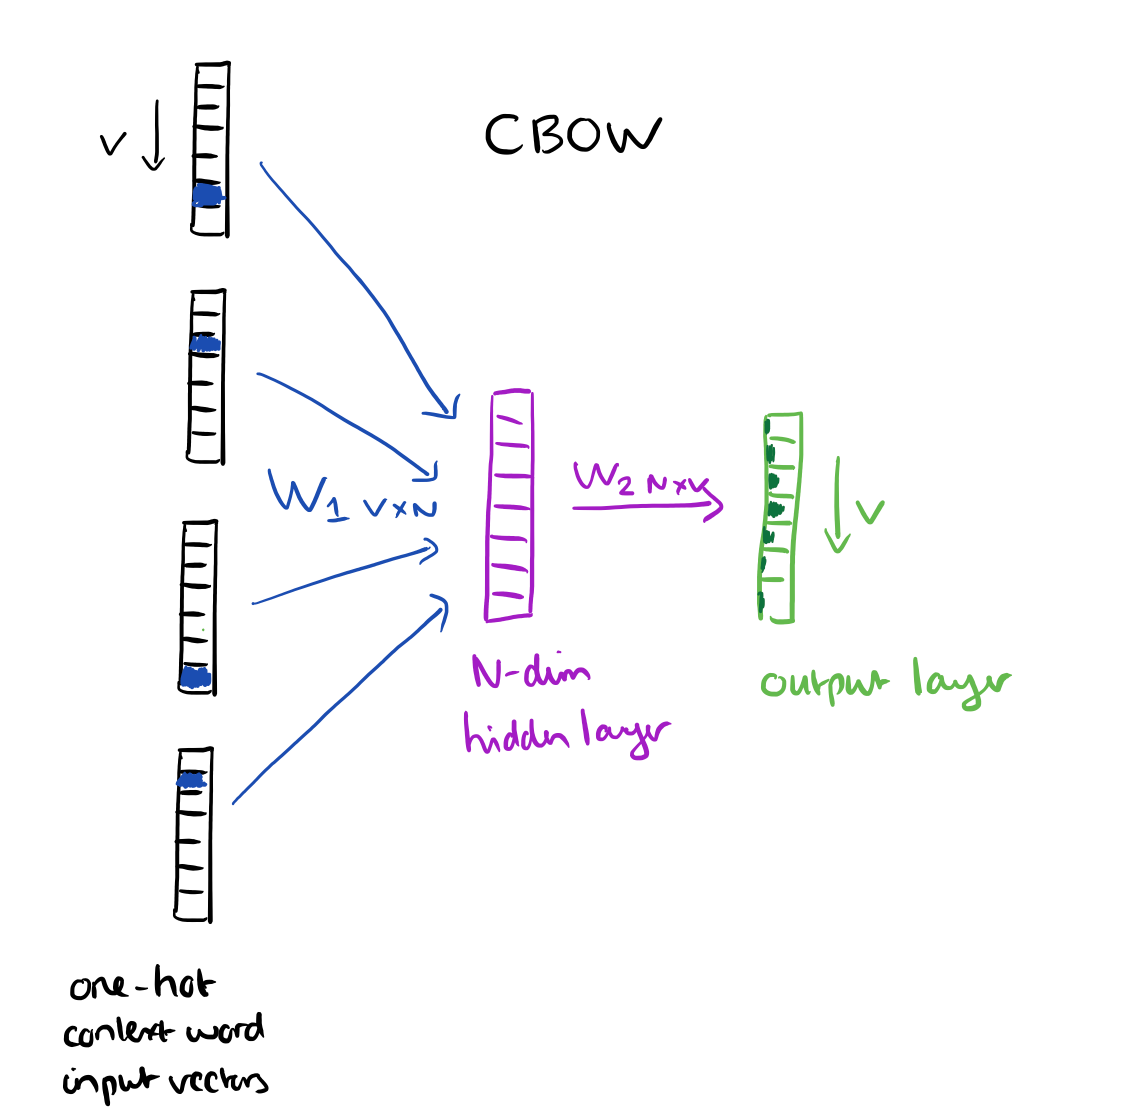 CBOW
V
W1 V×N
W2 N×V
V
N-dim
hidden layer
output layer
one-hot
context word
input vectors